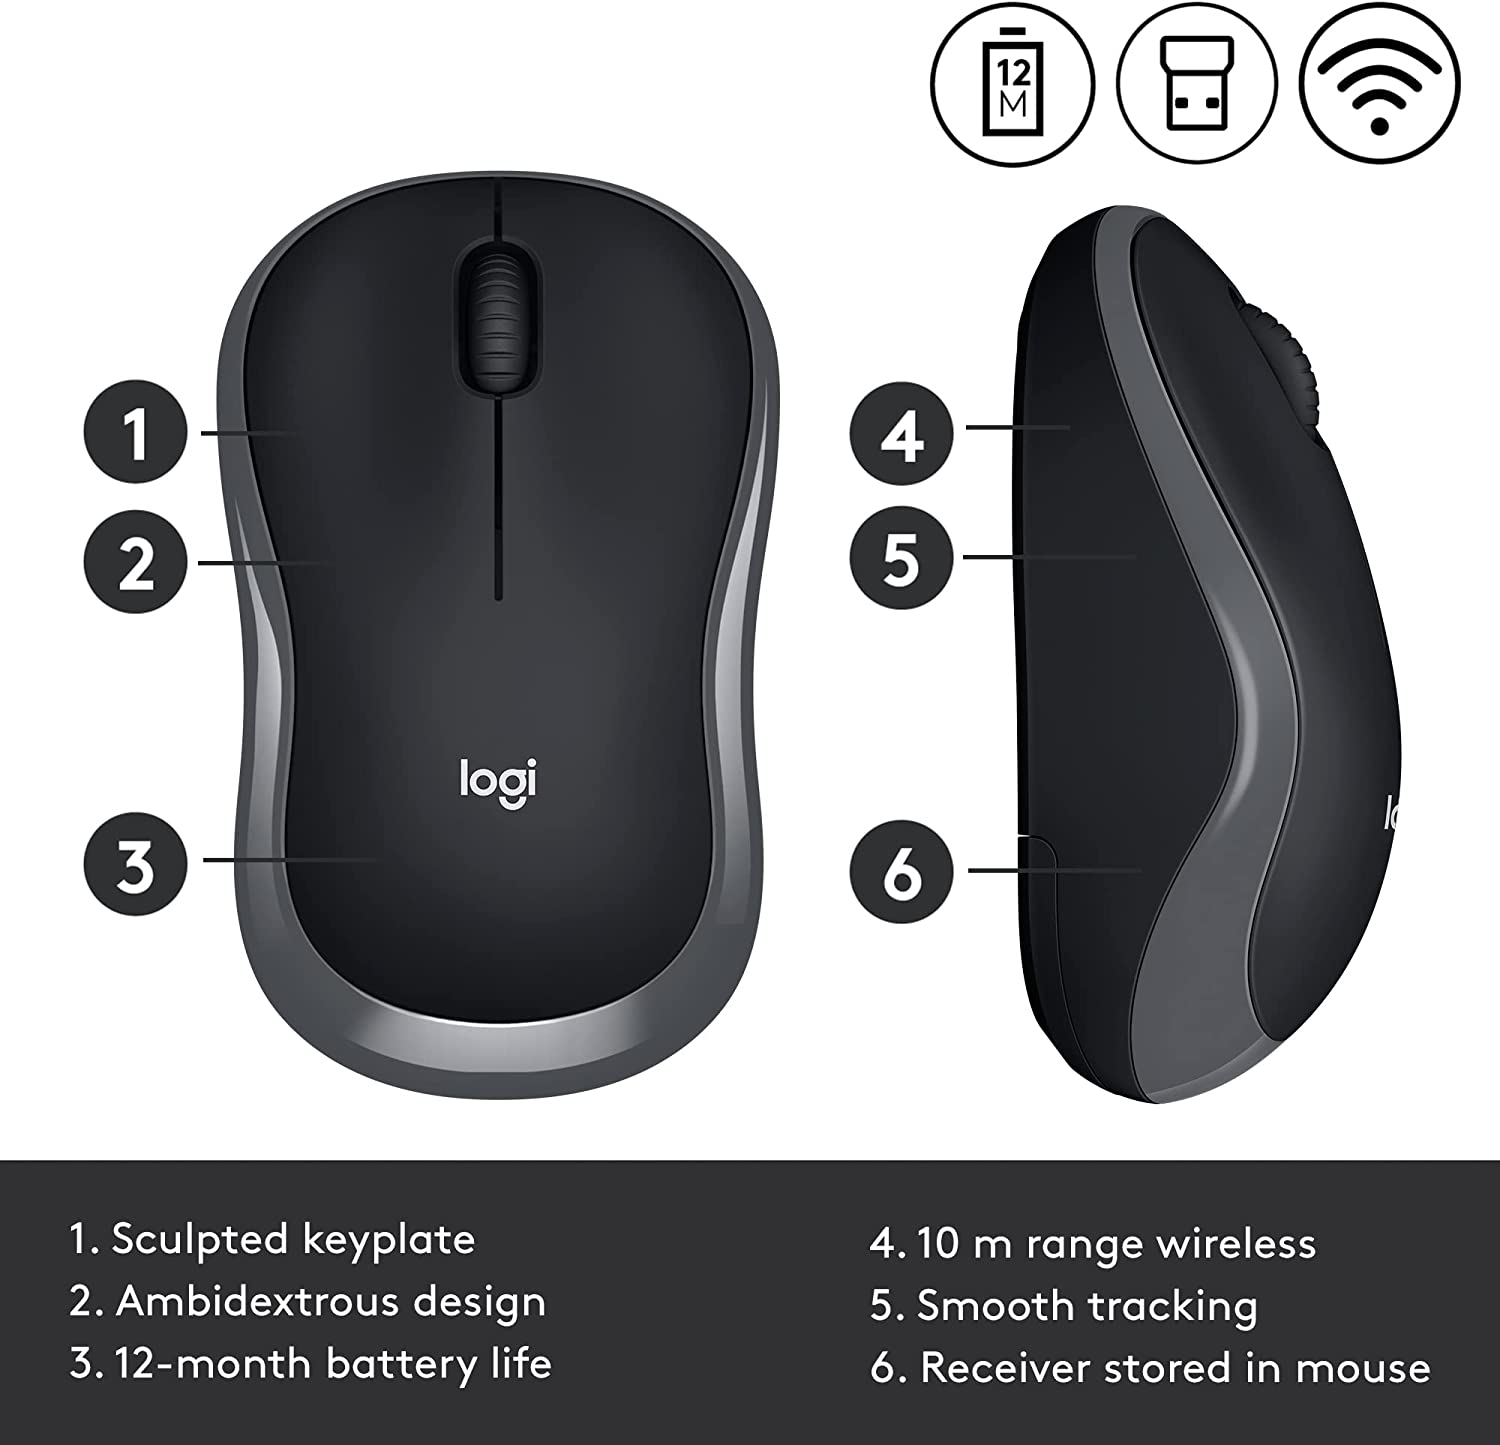 12
M
logi
1
2
3
4
5
6
lo
1. Sculpted keyplate
2. Ambidextrous design
3. 12-month battery life
4. 10 m range wireless
5. Smooth tracking
6. Receiver stored in mouse